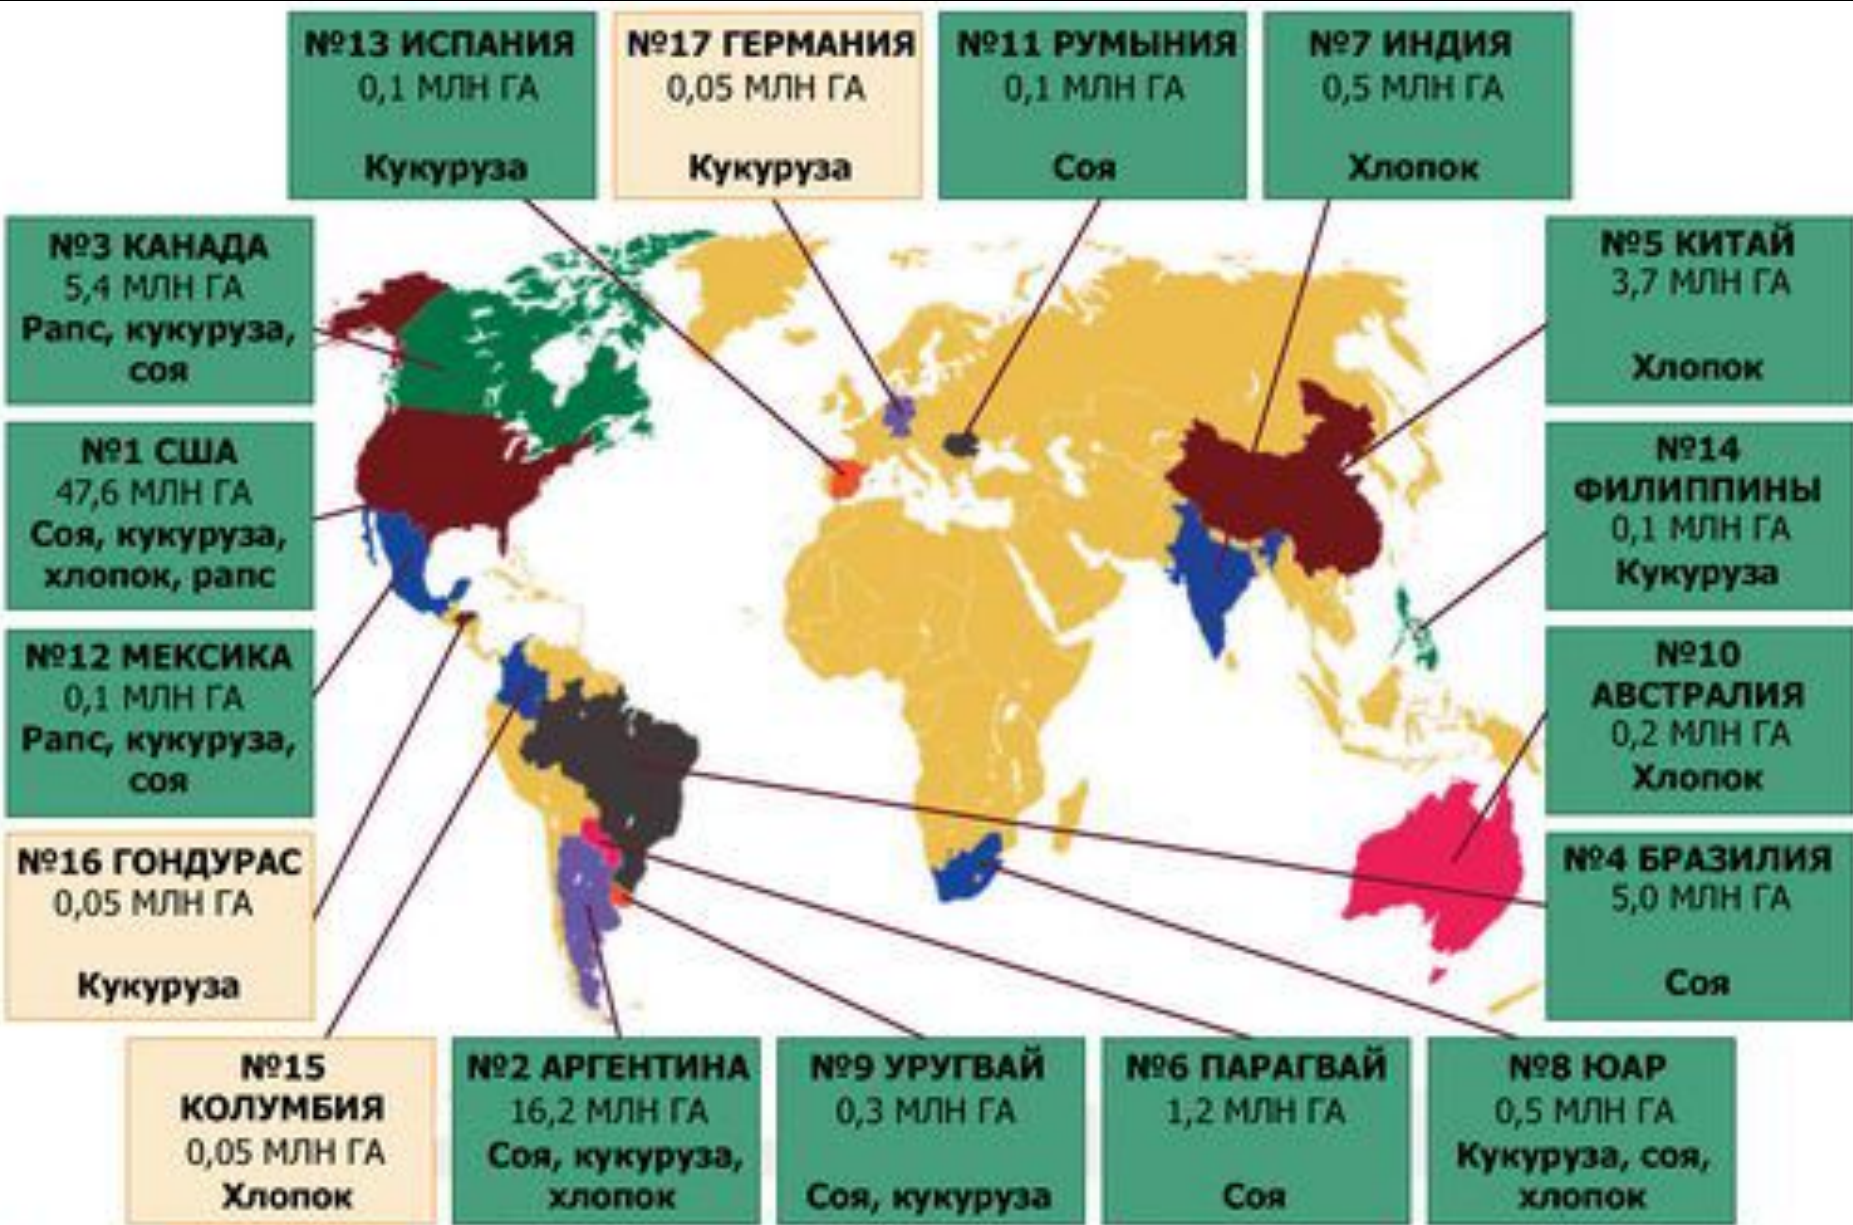 №13 ИСПАНИЯ
0,1 МЛН ГА
Кукуруза
№17 ГЕРМАНИЯ
0,05 МЛН ГА
Кукуруза
№11 РУМЫНИЯ
0,1 МЛН ГА
Соя
№7 ИНДИЯ
0,5 МЛН ГА
Хлопок
№3 КАНАДА
5,4 МЛН ГА
Рапс, кукуруза,
соя
№5 КИТАЙ
3,7 МЛН ГА
Хлопок
№1 США
47,6 МЛН ГА
Соя, кукуруза,
хлопок, рапс
№14
ФИЛИППИНЫ
0,1 МЛН ГА
Кукуруза
№12 МЕКСИКА
0,1 МЛН ГА
Рапс, кукуруза,
соя
№10
АВСТРАЛИЯ
0,2 МЛН ГА
Хлопок
№16 ГОНДУРАС
0,05 МЛН ГА
Кукуруза
№4 БРАЗИЛИЯ
5,0 МЛН ГА
Соя
№15
КОЛУМБИЯ
0,05 МЛН ГА
Хлопок
№2 АРГЕНТИНА
16,2 МЛН ГА
Соя, кукуруза,
хлопок
№9 УРУГВАЙ
0,3 МЛН ГА
Соя, кукуруза
№6 ПАРАГВАЙ
1,2 МЛН ГА
Соя
№8 ЮАР
0,5 МЛН ГА
Кукуруза, соя,
хлопок